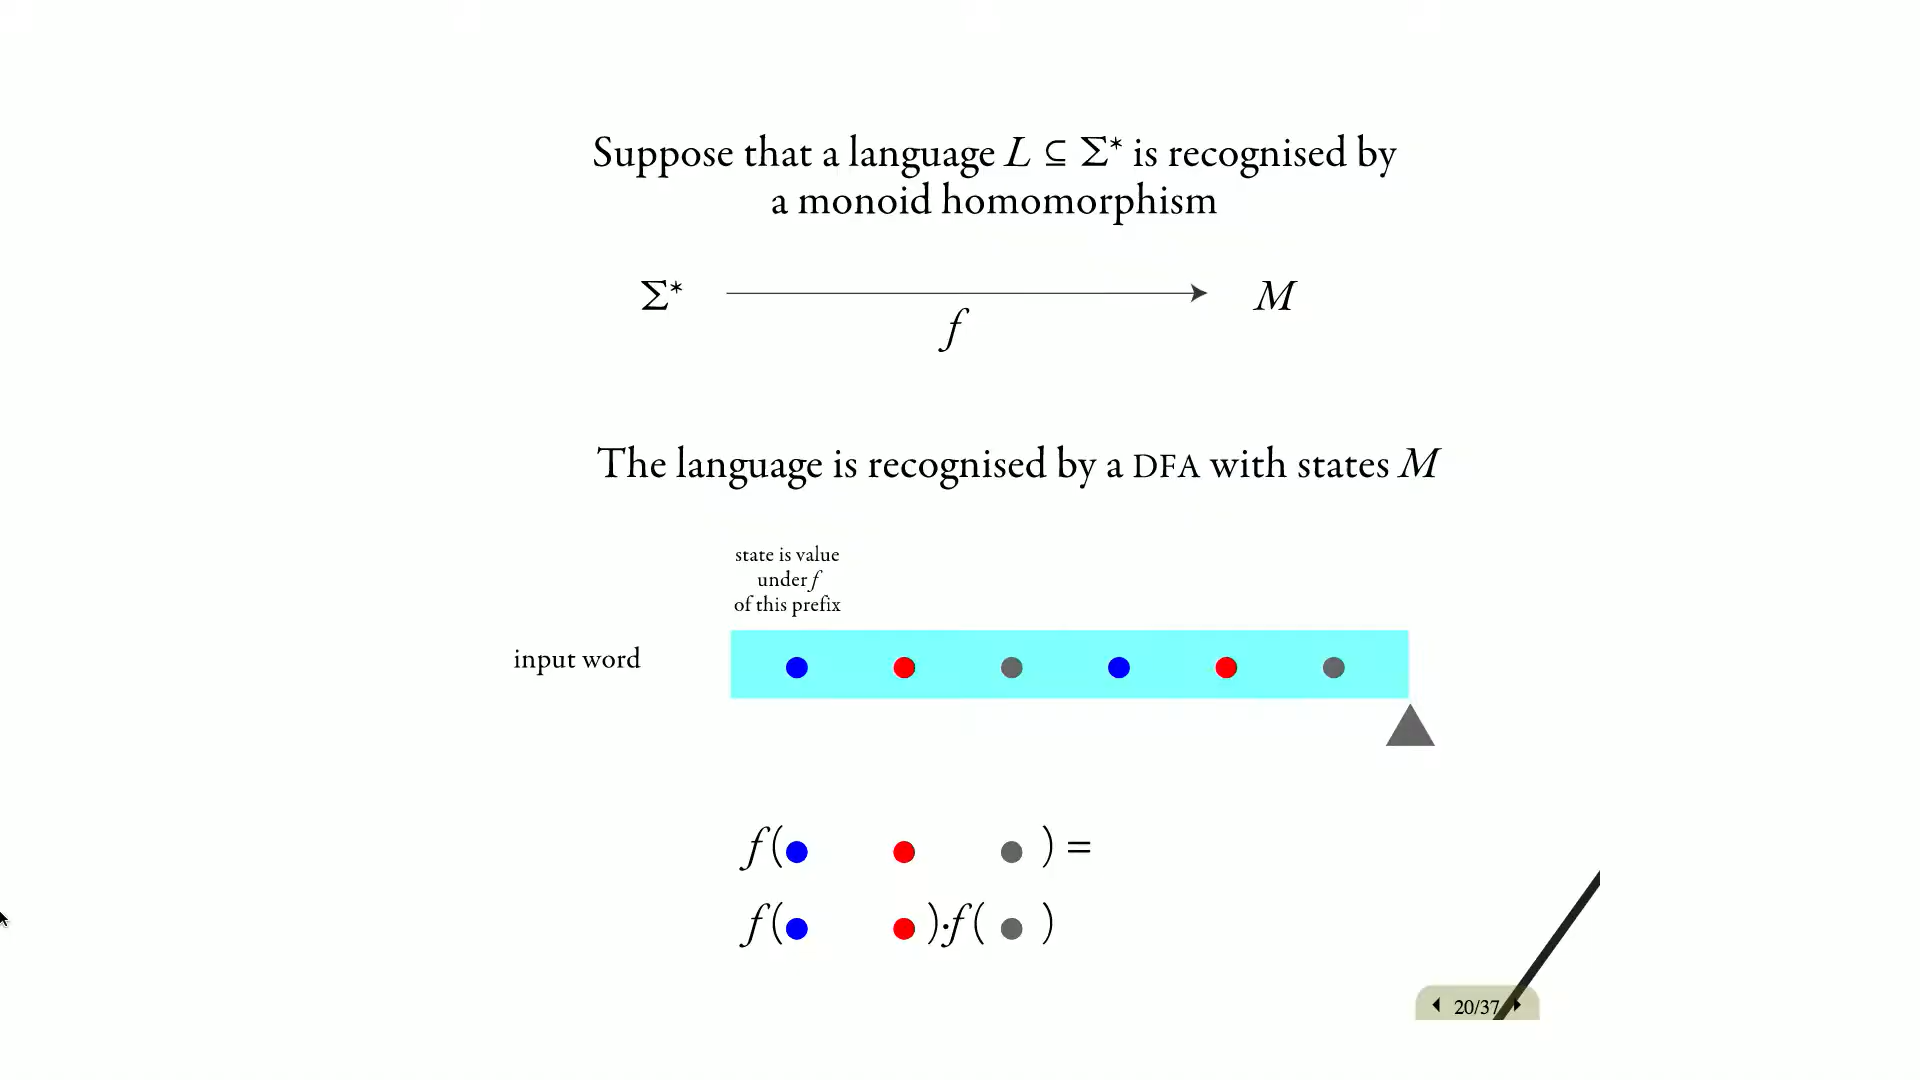 Suppose that a language L ⊆ Σ* is recognised by
a monoid homomorphism
Σ* M
f
The language is recognised by a DFA with states M
state is value
under f
of this prefix
input word
f( ) =
f( )·f( )
20/37